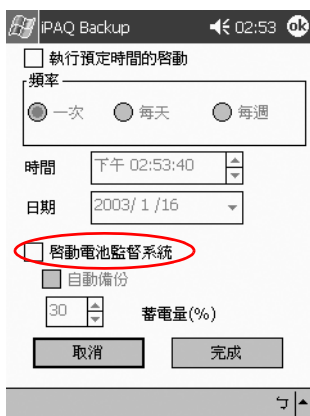 iPAQ Backup 02:53 ok
執行預定時間的啓動
頻率
一次 每天 每週
時間 下午 02:53:40
日期 2003/ 1 /16
啓動電池監督系統
自動備份
30 蓄電量(%)
取消 完成
ㄅ